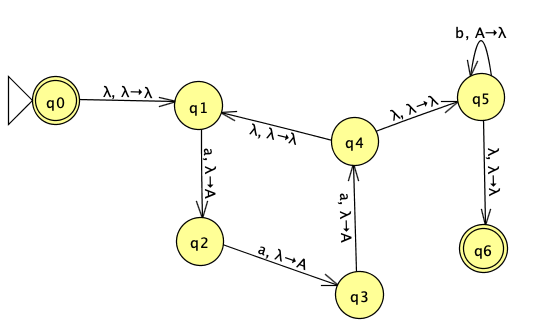 b, A→λ
q0
λ, λ→λ
q1
λ, λ→λ
q4
λ, λ→λ
q5
a, λ→A
a, λ→A
λ, λ→λ
q2
a, λ→A
q3
q6